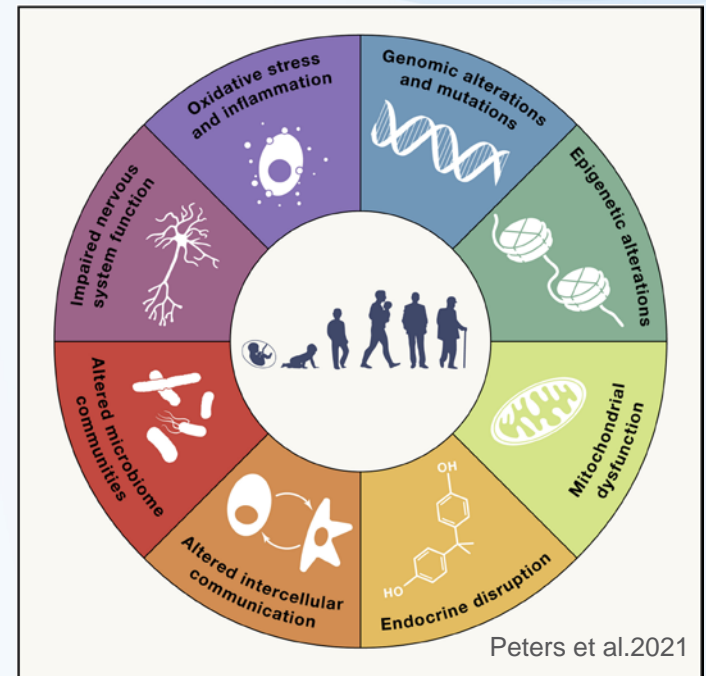 Oxidative stress
and inflammation
Genomic alterations
and mutations
Epigenetic alterations
Mitochondrial
dysfunction
OH
HO
Endocrine disruption
Altered intercellular
communication
Altered microbiome
communities
Impaired nervous
system function
Peters et al.2021